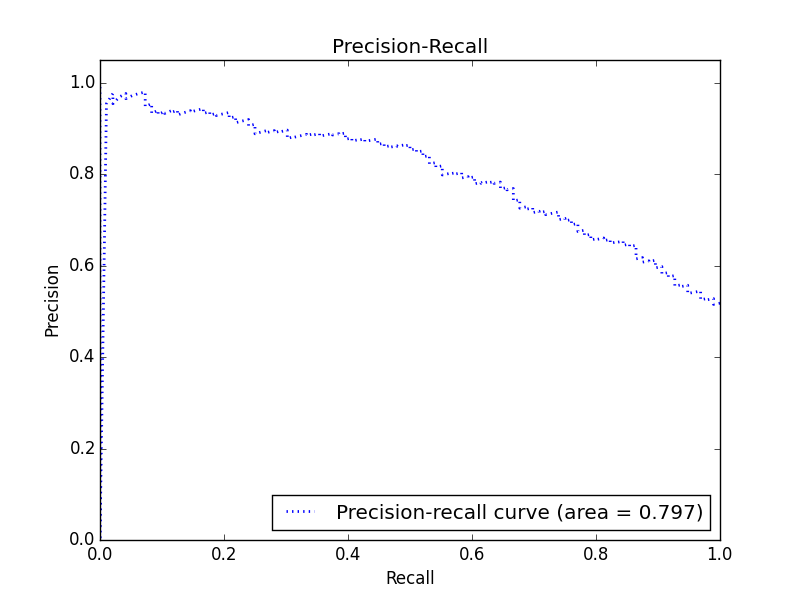 Precision-Recall
1.0
0.8
0.6
0.4
0.2
0.0
Precision
0.0 0.2 0.4 0.6 0.8 1.0
Recall
Precision-recall curve (area = 0.797)